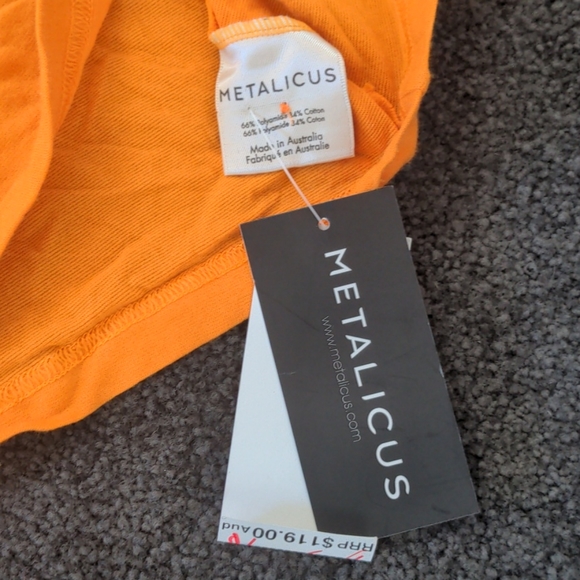 METALICUS
66% Polyamide 34% Cotton
66% Polyamide 34% Cotton
Made in Australia
Fabriqué en Australie
METALICUS
www.metalicus.com
RRP $119.00 Aud